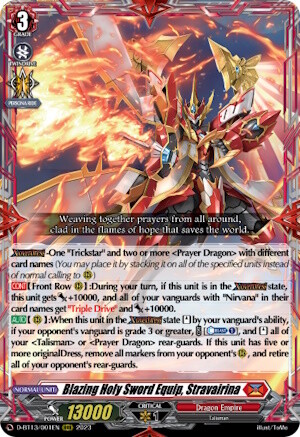 3
GRADE
TWIN DRIVE
PERSONA RIDE
Weaving together prayers from all around,
clad in the flames of hope that saves the world.
-One "Trickstar" and two or more <Prayer Dragon> with different
card names (You may place it by stacking it on all of the specified units instead
of normal calling to
CONT [Front Row]:During your turn, if this unit is in the state,
this unit gets +10000, and all of your vanguards with "Nirvana" in their
card names get "Triple Drive" and +10000.
AUTO:When this unit in the state by your vanguard's ability,
if your opponent's vanguard is grade 3 or greater, and all of
your <Talisman> or <Prayer Dragon> rear-guards. If this unit has five or
more originalDress, remove all markers from your opponent's and retire
all of your opponent's rear-guards.
NORMAL UNIT
Blazing Holy Sword Equip, Stravairina
POWER 13000
CRITICAL
1
Dragon Empire
Talisman
D-BT13/001EN RRR 2023
Illust/ToMo